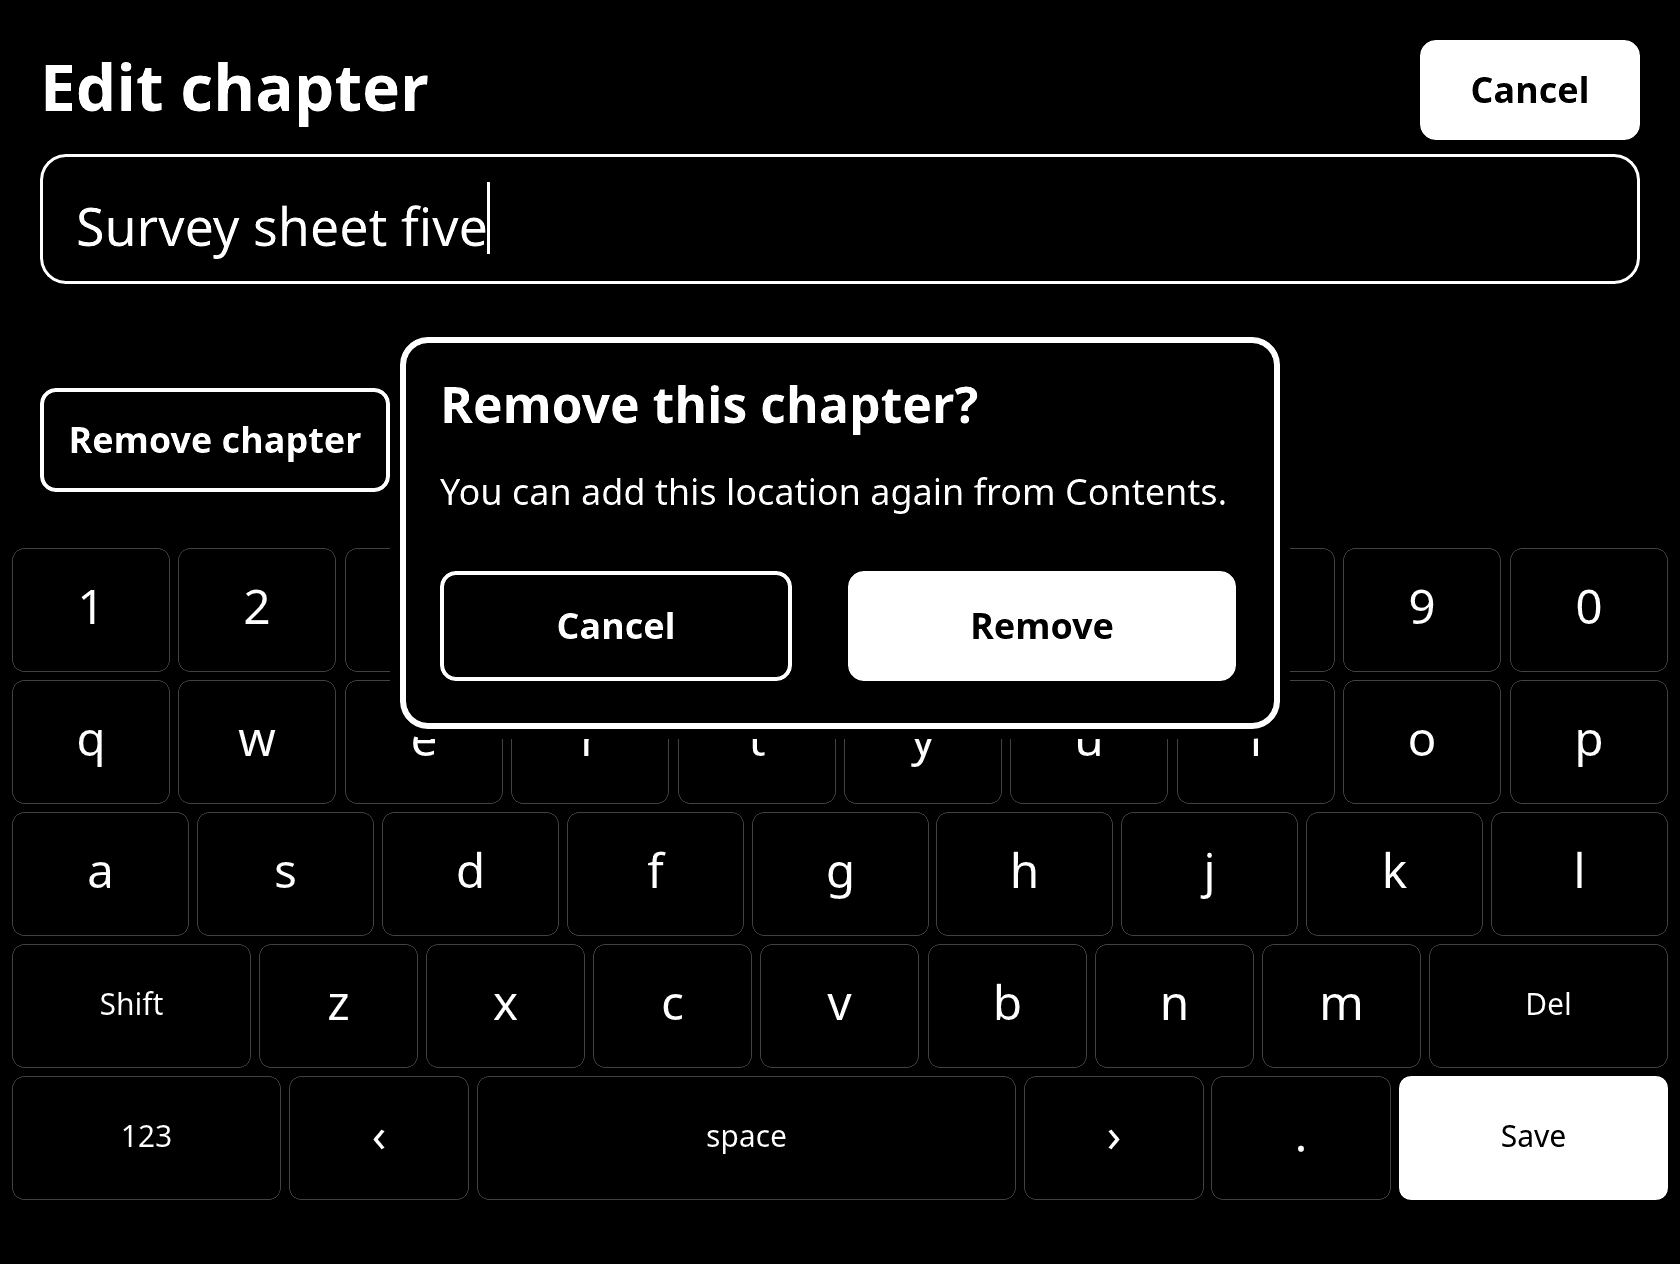 Edit chapter
Cancel
Survey sheet five
Remove chapter
Remove this chapter?
You can add this location again from Contents.
Cancel
Remove
1 2 9 0
q w e r t y u i o p
a s d f g h j k l
Shift z x c v b n m Del
123 ‹ space › . Save